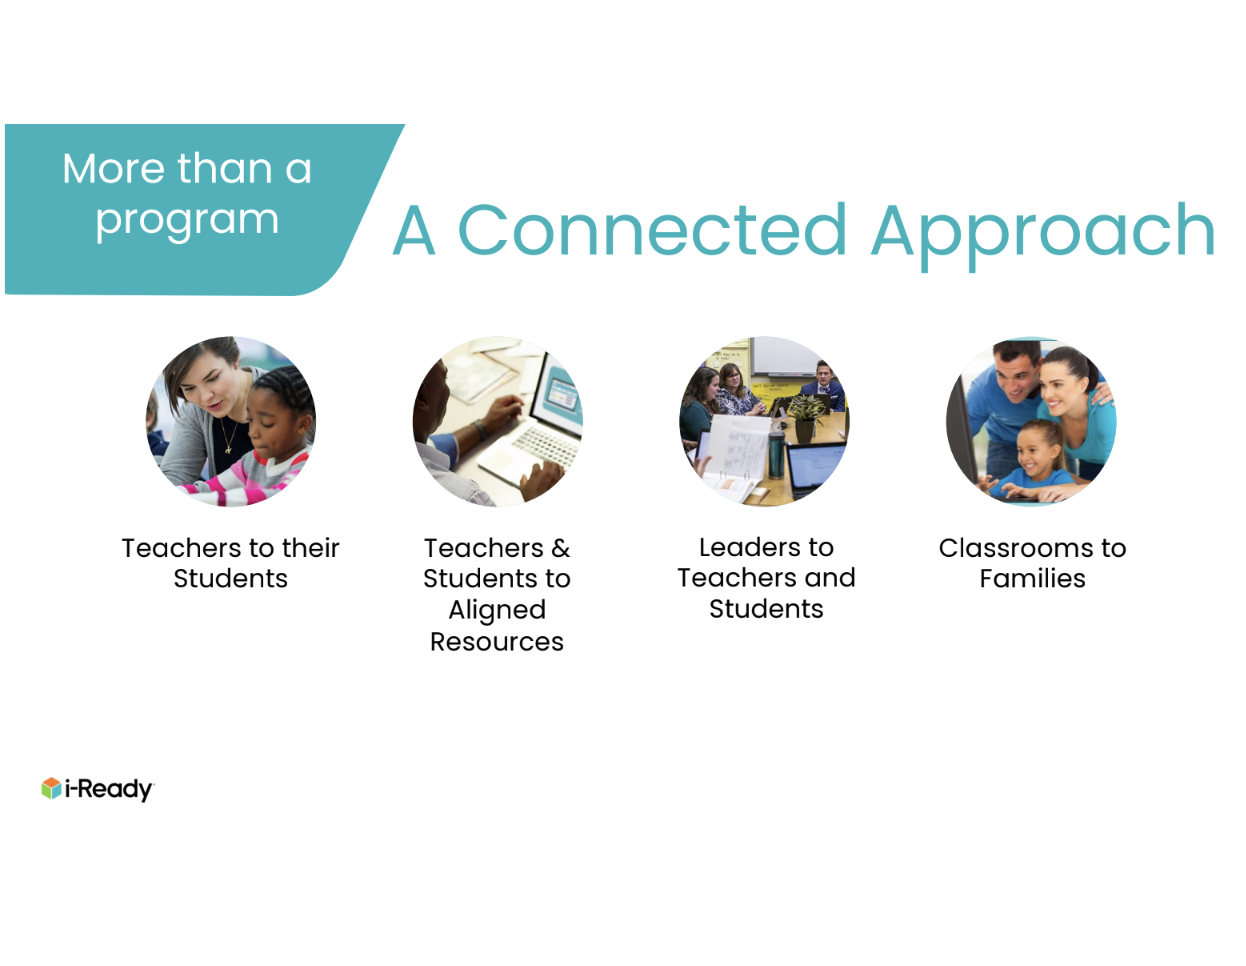 More than a
program
A Connected Approach
Teachers to their
Students
Teachers &
Students to
Aligned
Resources
Leaders to
Teachers and
Students
Classrooms to
Families
i-Ready